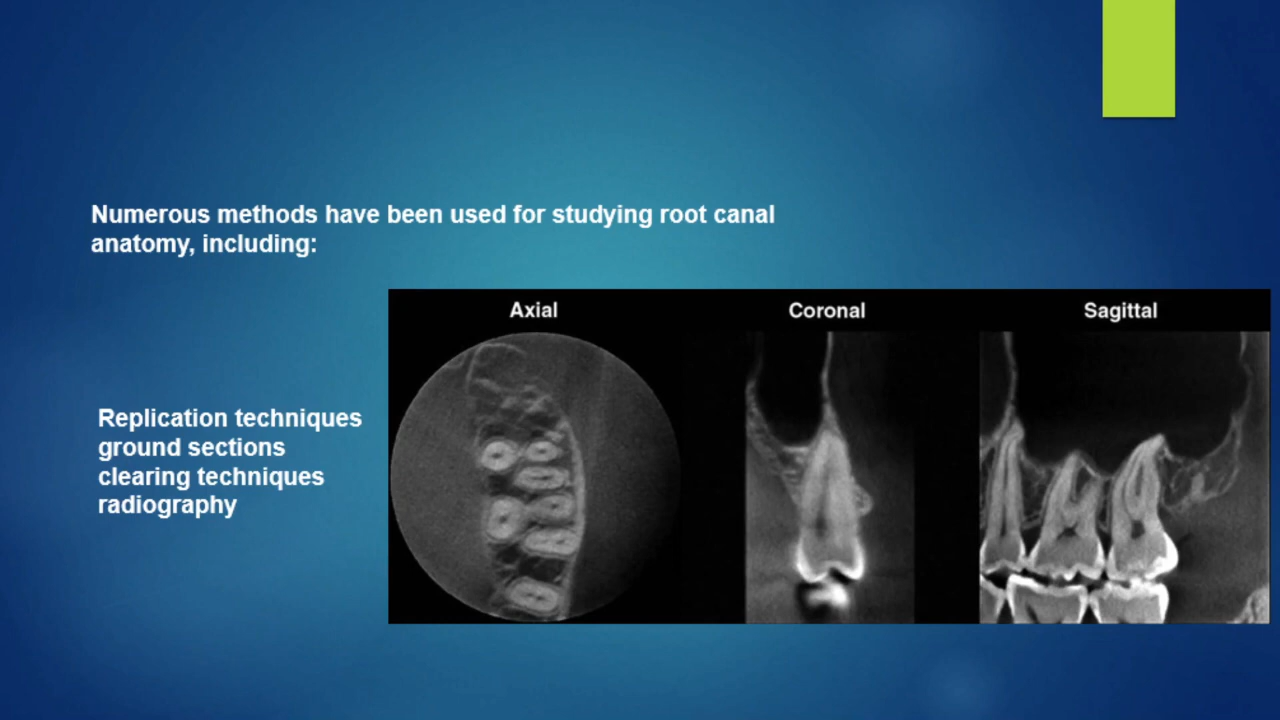 Numerous methods have been used for studying root canal
anatomy, including:
Axial
Coronal
Sagittal
Replication techniques
ground sections
clearing techniques
radiography